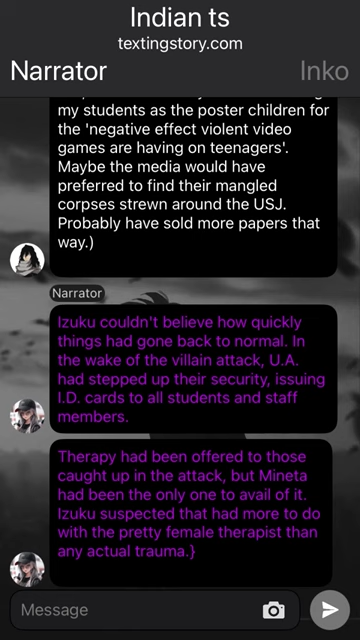 Indian ts
textingstory.com
Narrator
Inko
my students as the poster children for
the 'negative effect violent video
games are having on teenagers'.
Maybe the media would have
preferred to find their mangled
corpses strewn around the USJ.
Probably have sold more papers that
way.)
Narrator
Izuku couldn't believe how quickly
things had gone back to normal. In
the wake of the villain attack, U.A.
had stepped up their security, issuing
I.D. cards to all students and staff
members.
Therapy had been offered to those
caught up in the attack, but Mineta
had been the only one to avail of it.
Izuku suspected that had more to do
with the pretty female therapist than
any actual trauma.}
Message